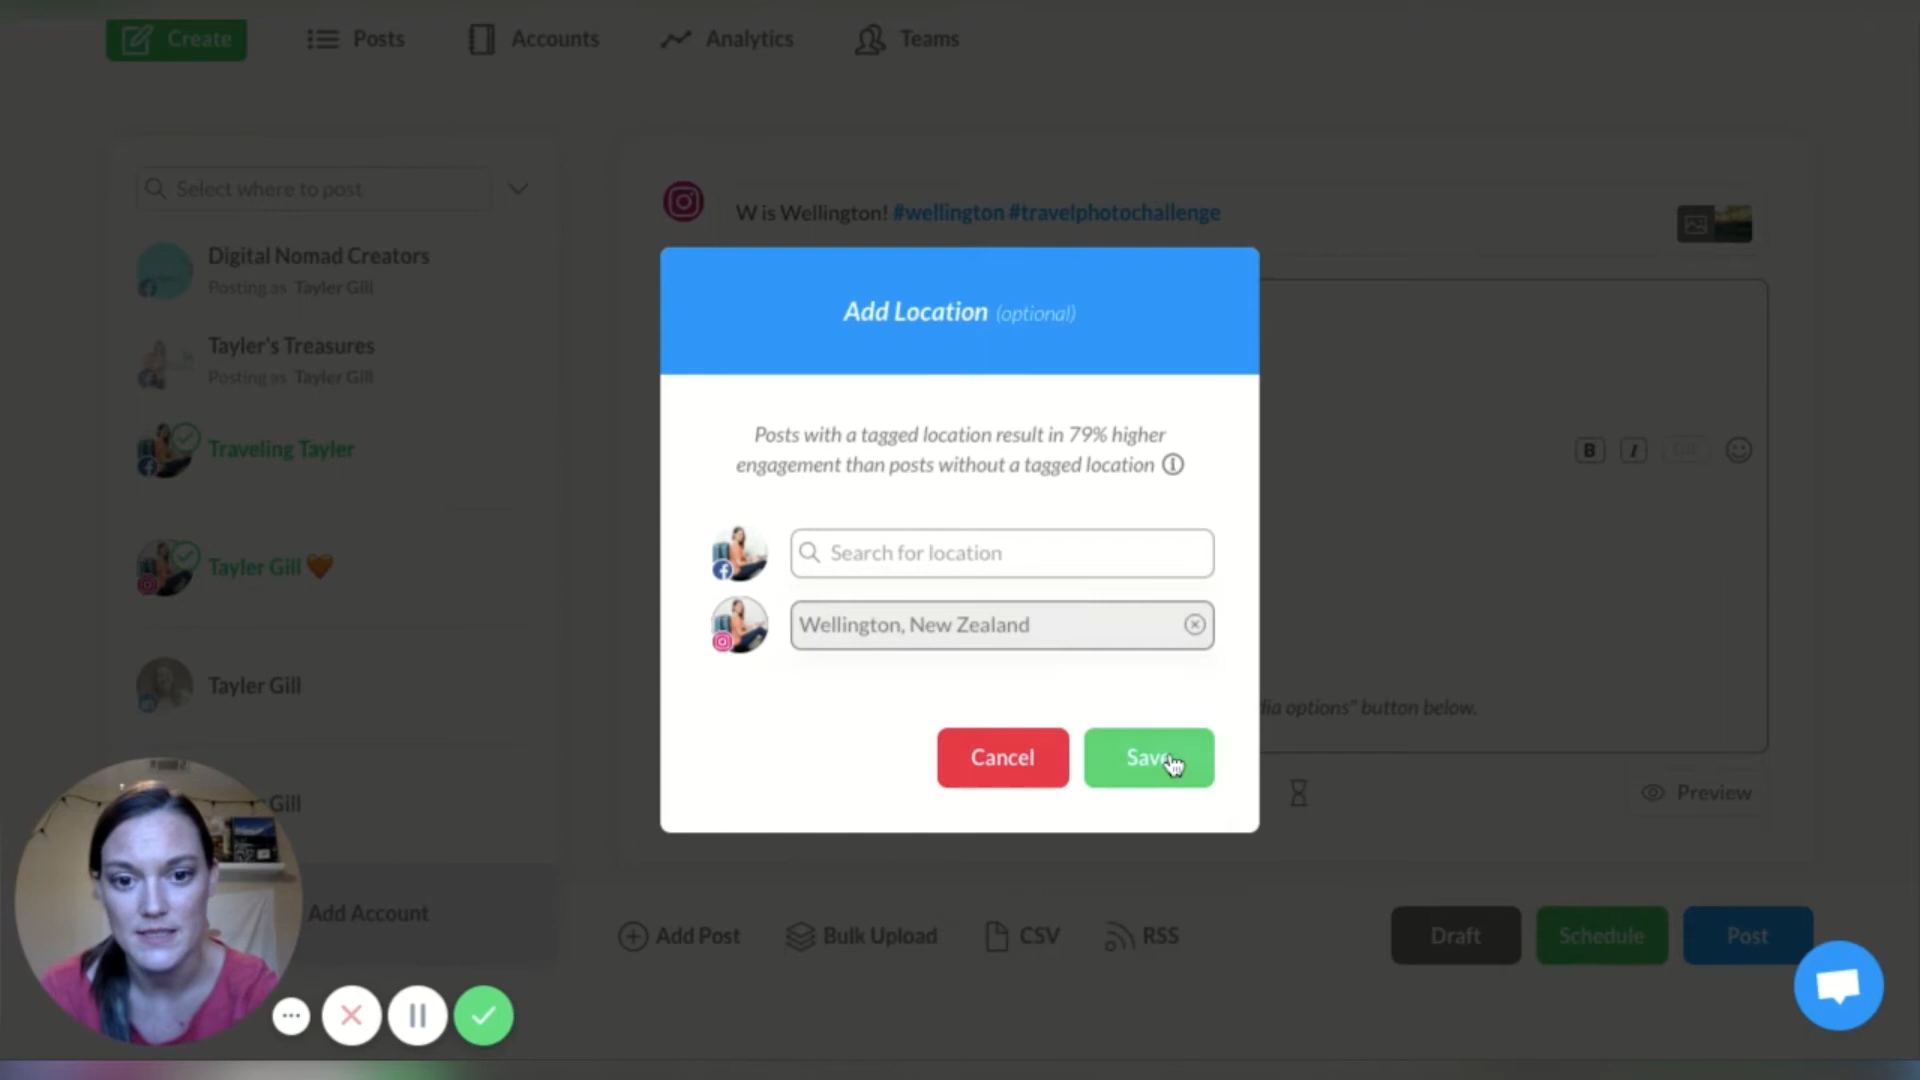 Create
Posts
Accounts
Analytics
Teams
Select where to post
Digital Nomad Creators
Posting as Tayler Gill
Tayler's Treasures
Posting as Tayler Gill
Traveling Tayler
Tayler Gill 🧡
Tayler Gill
Gill
Add Account
W is Wellington! #wellington #travelphotochallenge
Add Location (optional)
Posts with a tagged location result in 79% higher
engagement than posts without a tagged location
Search for location
Wellington, New Zealand
Cancel
Save
B I GIF
dia options" button below.
Preview
Add Post
Bulk Upload
CSV
RSS
Draft
Schedule
Post